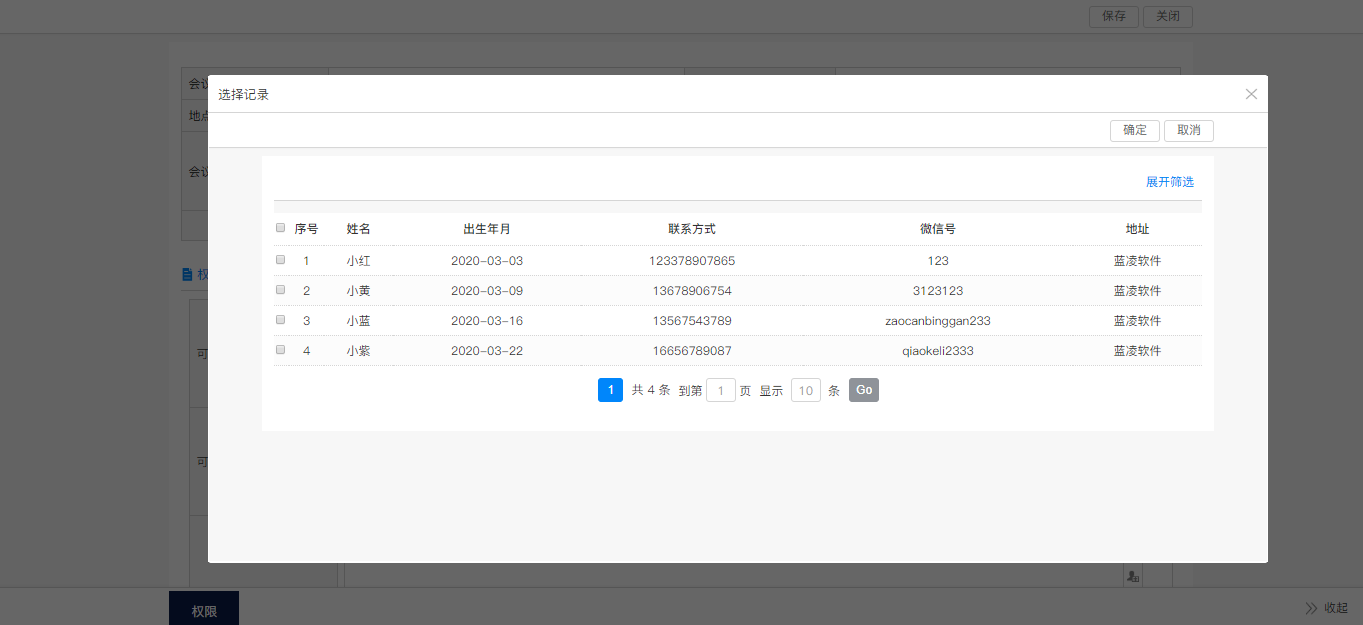 保存 关闭
会议
选择记录
地点
确定 取消
会议
展开筛选
序号 姓名 出生年月 联系方式 微信号 地址
1 小红 2020-03-03 123378907865 123 蓝凌软件
权
2 小黄 2020-03-09 13678906754 3123123 蓝凌软件
3 小蓝 2020-03-16 13567543789 zaocanbinggan233 蓝凌软件
可
4 小紫 2020-03-22 16656789087 qiaokeli2333 蓝凌软件
1 共 4 条 到第 1 页 显示 10 条 Go
可
权限
收起